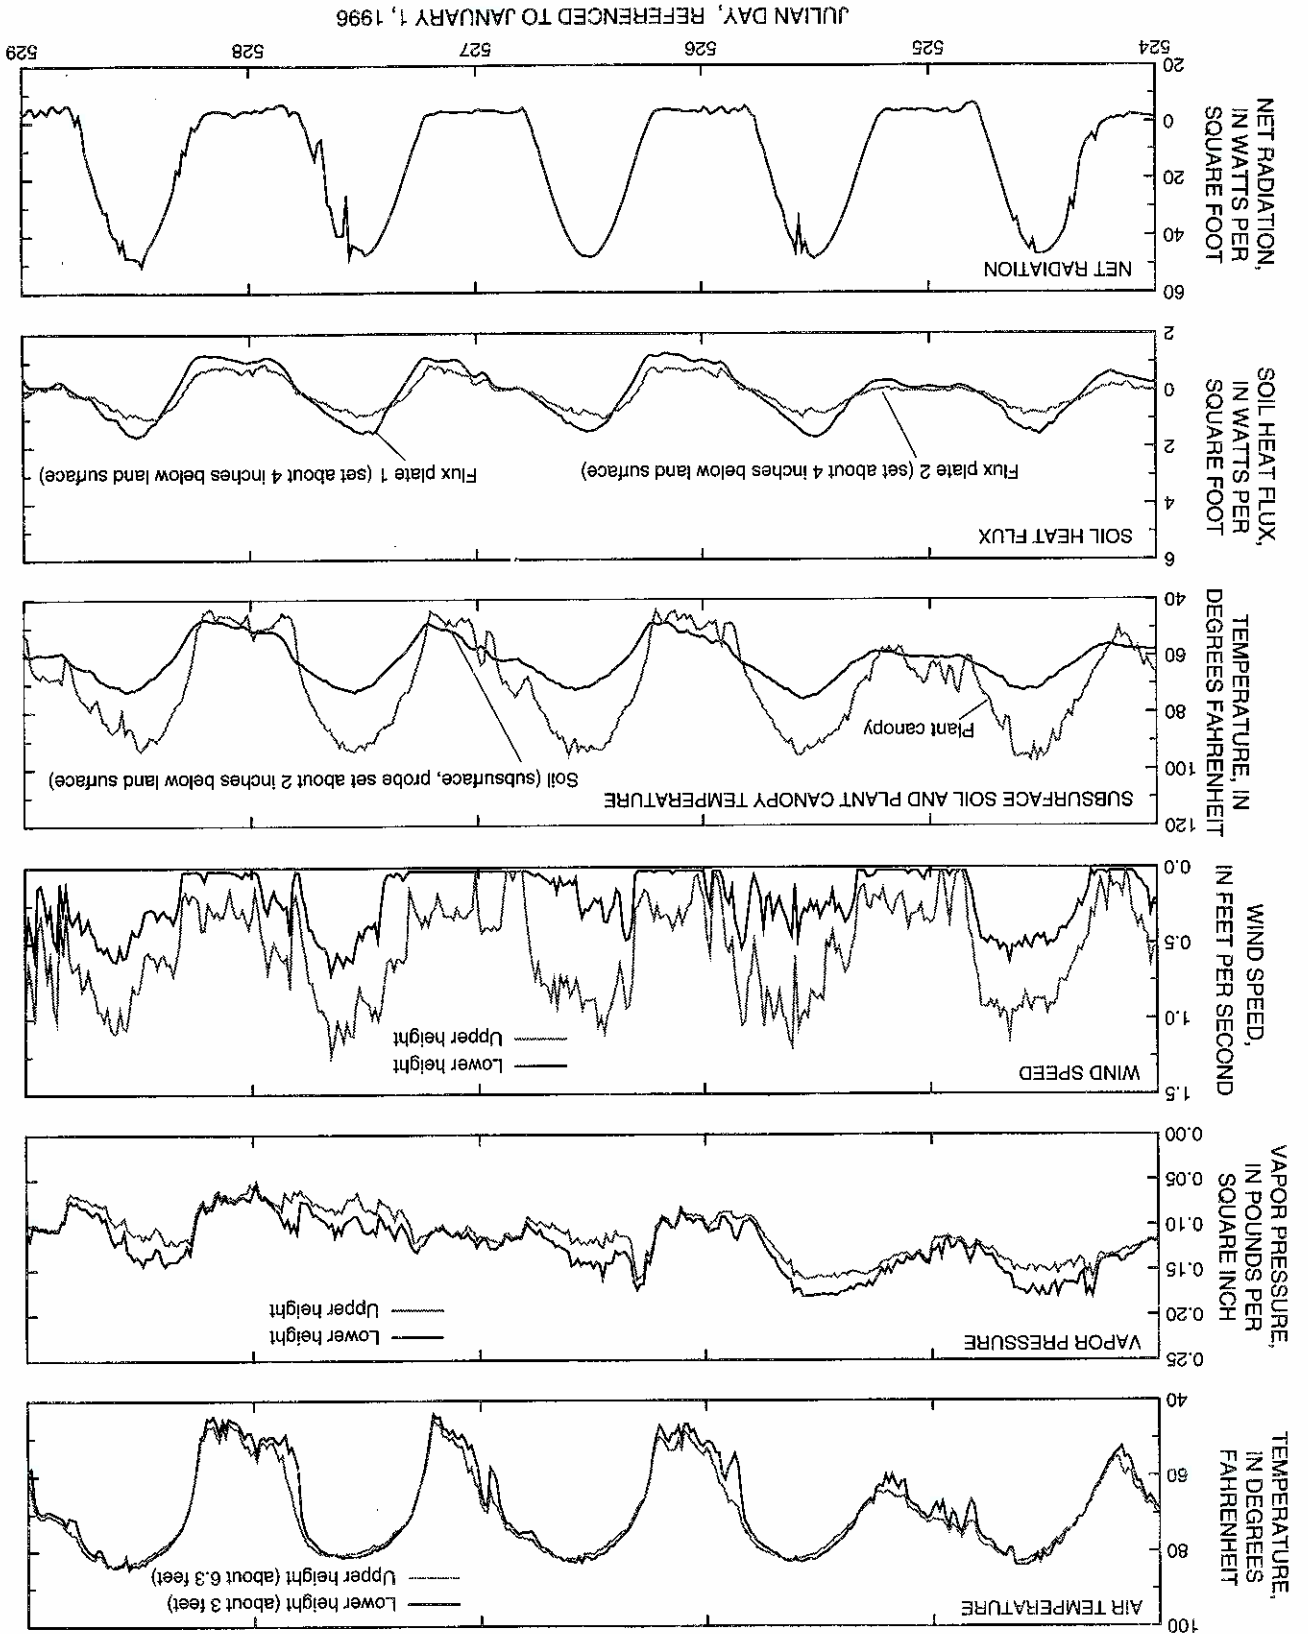 TEMPERATURE,
IN DEGREES
FAHRENHEIT
100
80
60
40
AIR TEMPERATURE
Lower height (about 3 feet)
Upper height (about 6.3 feet)
VAPOR PRESSURE,
IN POUNDS PER
SQUARE INCH
0.25
0.20
0.15
0.10
0.05
0.00
VAPOR PRESSURE
Lower height
Upper height
WIND SPEED,
IN FEET PER SECOND
1.5
1.0
0.5
0.0
WIND SPEED
Lower height
Upper height
TEMPERATURE, IN
DEGREES FAHRENHEIT
120
100
80
60
40
SUBSURFACE SOIL AND PLANT CANOPY TEMPERATURE
Soil (subsurface, probe set about 2 inches below land surface)
Plant canopy
SOIL HEAT FLUX,
IN WATTS PER
SQUARE FOOT
6
4
2
0
2
SOIL HEAT FLUX
Flux plate 2 (set about 4 inches below land surface)
Flux plate 1 (set about 4 inches below land surface)
NET RADIATION,
IN WATTS PER
SQUARE FOOT
60
40
20
0
20
NET RADIATION
524 525 526 527 528 529
JULIAN DAY, REFERENCED TO JANUARY 1, 1996